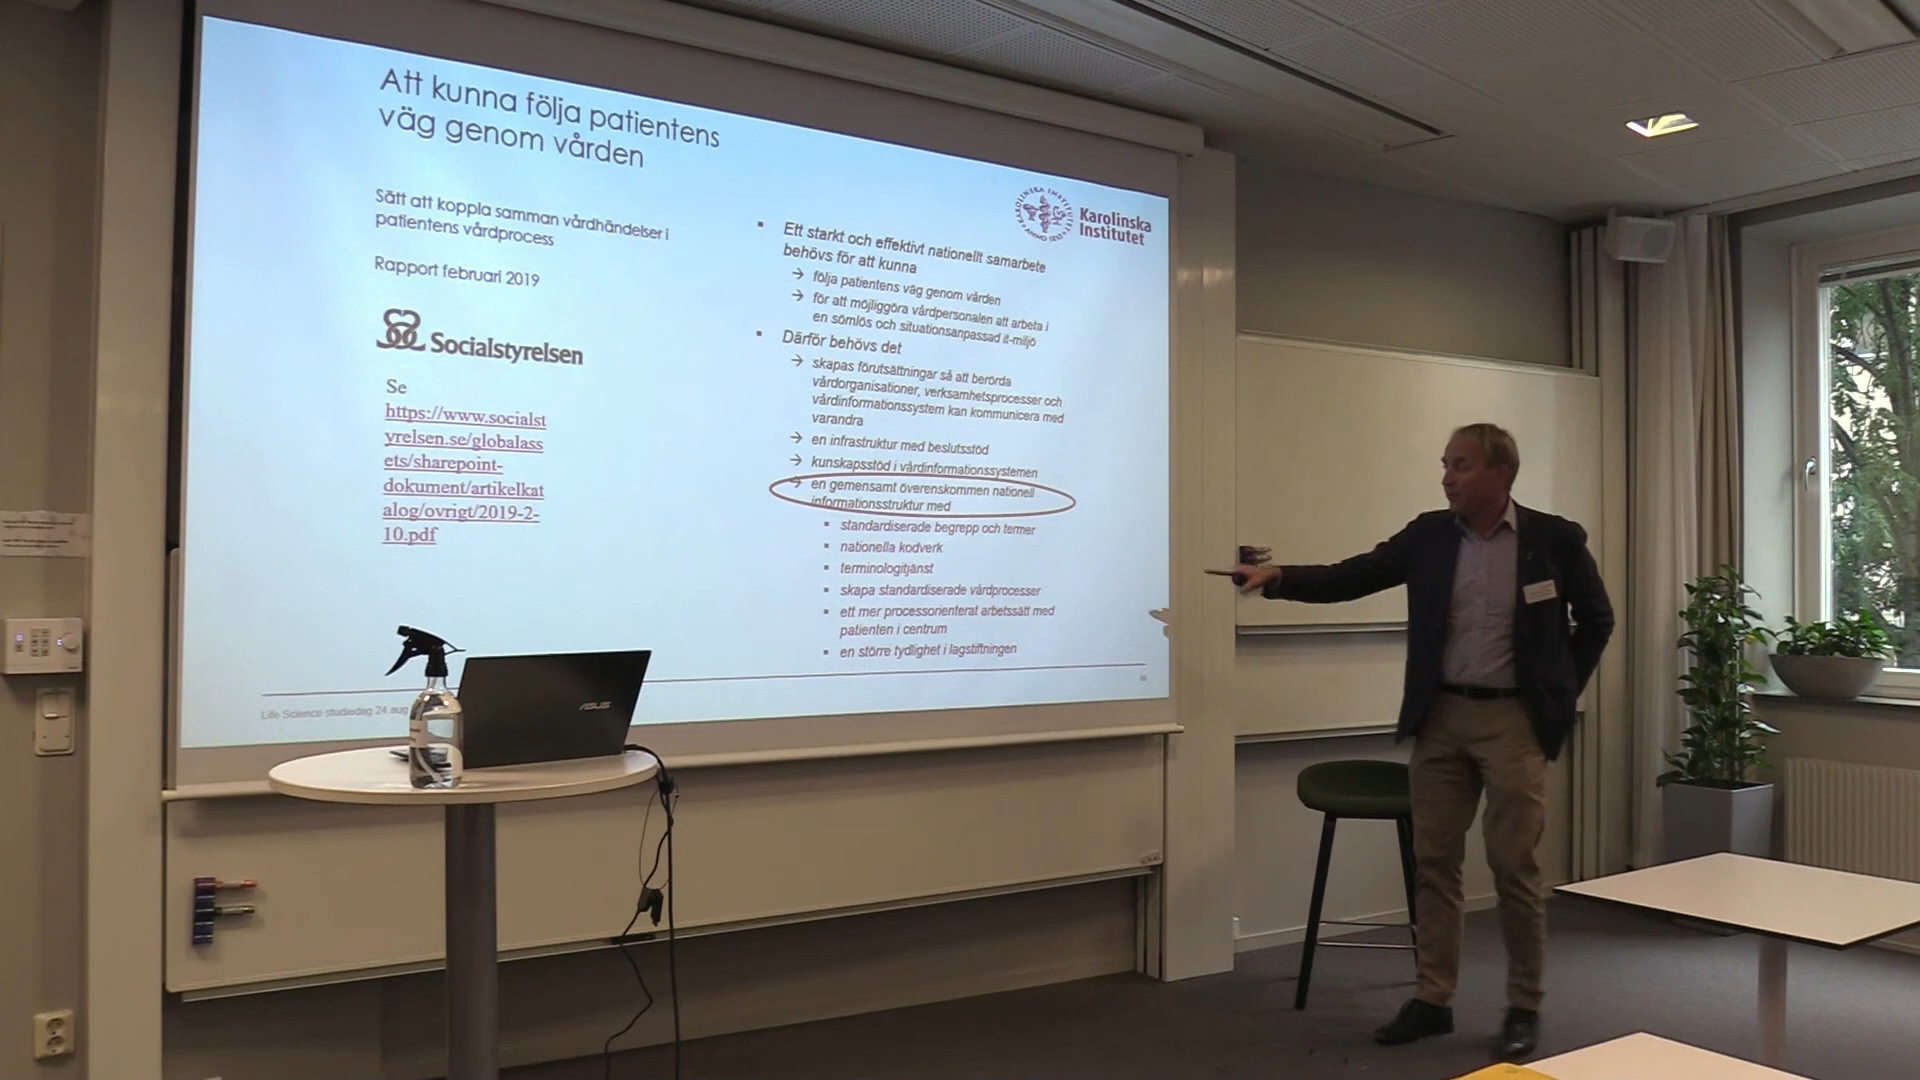 Att kunna följa patientens
väg genom vården
Sätt att koppla samman vårdhändelser i
patientens vårdprocess
Rapport februari 2019
Socialstyrelsen
Se
https://www.socialst
yrelsen.se/globalass
ets/sharepoint-
dokument/artikelkat
alog/ovrigt/2019-2-
10.pdf
KAROLINSKA INSTITUTET
ANNO 1810
Karolinska
Institutet
▪ Ett starkt och effektivt nationellt samarbete
behövs för att kunna
→ följa patientens väg genom vården
→ för att möjliggöra vårdpersonalen att arbeta i
en sömlös och situationsanpassad it-miljö
▪ Därför behövs det
→ skapas förutsättningar så att berörda
vårdorganisationer, verksamhetsprocesser och
vårdinformationssystem kan kommunicera med
varandra
→ en infrastruktur med beslutsstöd
→ kunskapsstöd i vårdinformationssystemen
→ en gemensamt överenskommen nationell
informationsstruktur med
▪ standardiserade begrepp och termer
▪ nationella kodverk
▪ terminologitjänst
▪ skapa standardiserade vårdprocesser
▪ ett mer processorienterat arbetssätt med
patienten i centrum
▪ en större tydlighet i lagstiftningen
Life Science studiedag 24 aug
ASUS